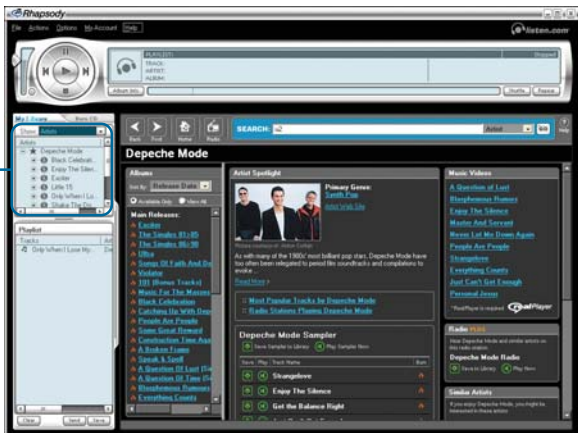 Rhapsody
File Actions Options My Account Help
listen.com
PLAYLIST:
Stopped
TRACK:
ARTIST:
ALBUM:
Album Info
Shuffle
Repeat
My Library
Show: Artists
Artists
Depeche Mode
Black Celebrati...
Enjoy The Silen...
Exciter
Little 15
Only When I Lo...
Shake The Dis
Playlist
Tracks
Only When I Lose My...
Clear
Send
Save
Back
Fwd
Home
Radio
SEARCH: u2
Artist
GO
Help
Depeche Mode
Albums
Sort By: Release Date
Available Only
View All
Main Releases:
Exciter
The Singles 81>85
The Singles 86>98
Ultra
Songs Of Faith And De
Violator
101 (Bonus Tracks)
Music For The Masses
Black Celebration
Catching Up With Depe
People Are People
Some Great Reward
Construction Time Aga
A Broken Frame
Speak & Spell
A Question Of Lust (Si
A Question Of Time (Si
Blasphemous Rumours
Everything Counts
Artist Spotlight
Primary Genre:
Synth Pop
Artist Web Site
As with many of the 1980s' most brilliant pop stars, Depeche Mode have
too often been relegated to period film soundtracks and compilations to
evoke ...
Read More >
:: Most Popular Tracks by Depeche Mode
:: Radio Stations Playing Depeche Mode
Depeche Mode Sampler
Save Sampler to Library
Play Sampler Now
Save Play Track Name
Burn
Strangelove
Enjoy The Silence
Get the Balance Right
Music Videos
A Question of Lust
Blasphemous Rumours
Enjoy The Silence
Master And Servant
Never Let Me Down Again
People Are People
Strangelove
Everything Counts
Just Can't Get Enough
Personal Jesus
*RealPlayer is required
RealPlayer
Radio PLUS
Hear Depeche Mode and similar artists on
this radio station.
Depeche Mode Radio
Save to Library
Play Now
Similar Artists
If you enjoy Depeche Mode, you might be
interested in these artists: